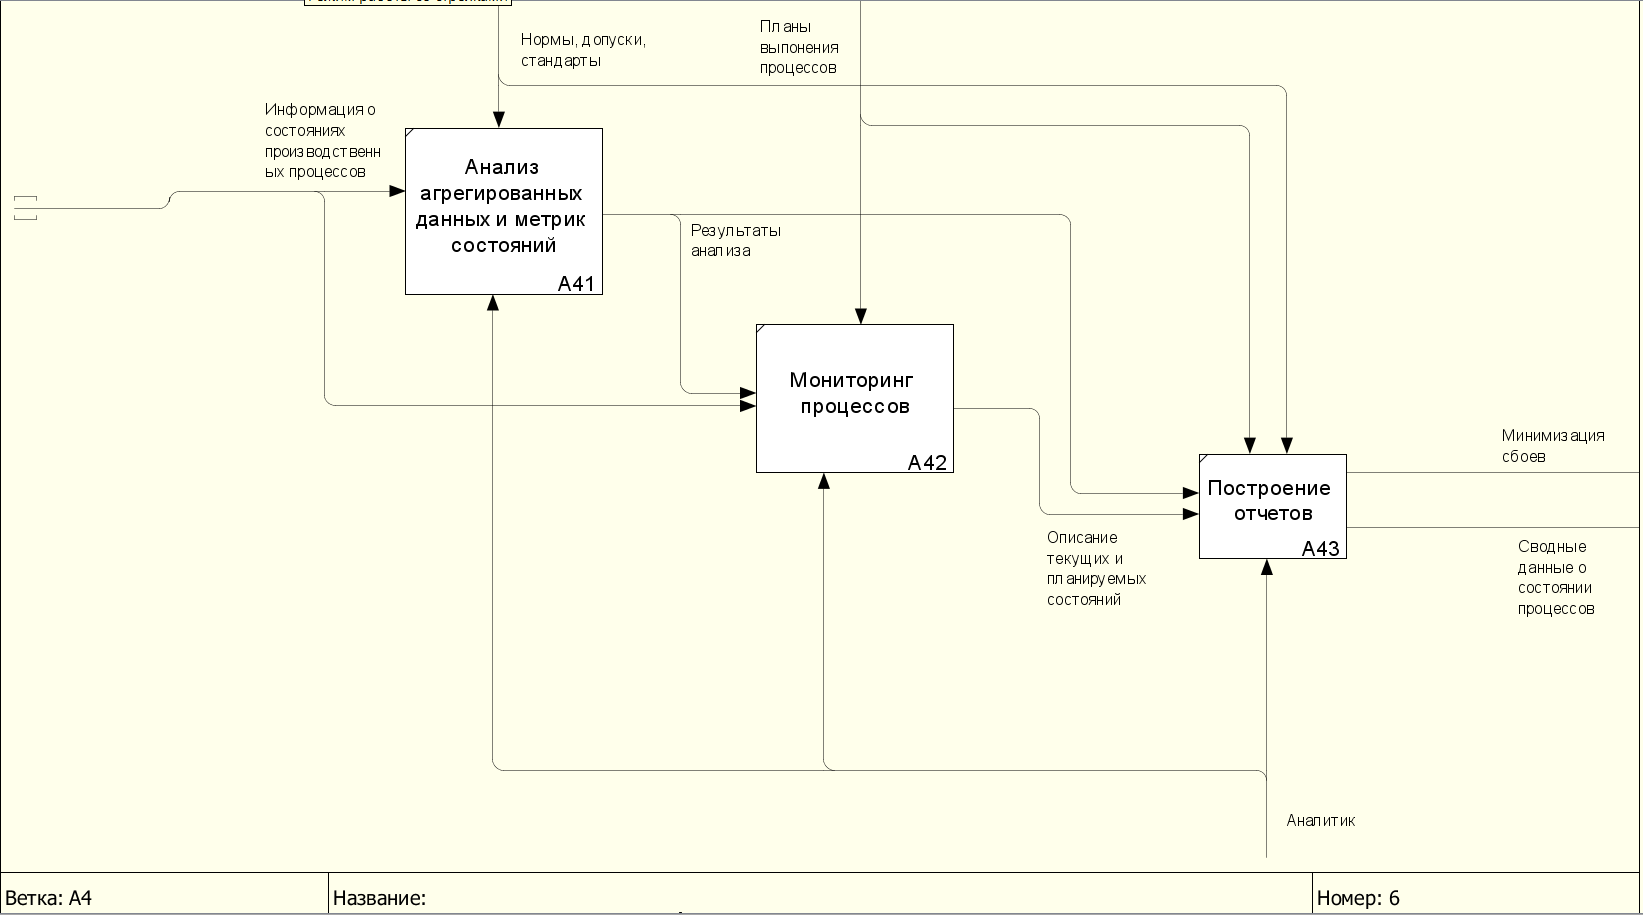 Нормы, допуски,
стандарты
Планы
выпонения
процессов
Информация о
состояниях
производственн
ых процессов
Анализ
агрегированных
данных и метрик
состояний
A41
Результаты
анализа
Мониторинг
процессов
A42
Минимизация
сбоев
Построение
отчетов
A43
Описание
текущих и
планируемых
состояний
Сводные
данные о
состоянии
процессов
Аналитик
Ветка: A4
Название:
Номер: 6